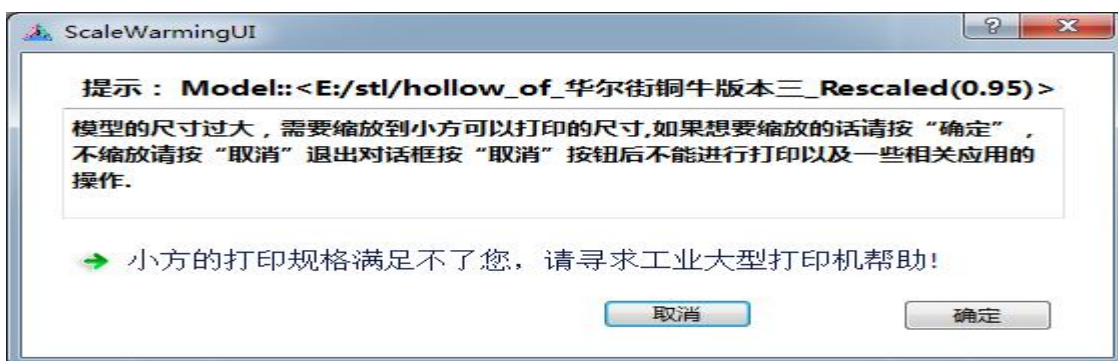 ScaleWarmingUI
提示： Model::<E:/stl/hollow_of_华尔街铜牛版本三_Rescaled(0.95)>
模型的尺寸过大，需要缩放到小方可以打印的尺寸,如果想要缩放的话请按“确定”，
不缩放请按“取消”退出对话框按“取消”按钮后不能进行打印以及一些相关应用的
操作.
小方的打印规格满足不了您，请寻求工业大型打印机帮助!
取消 确定